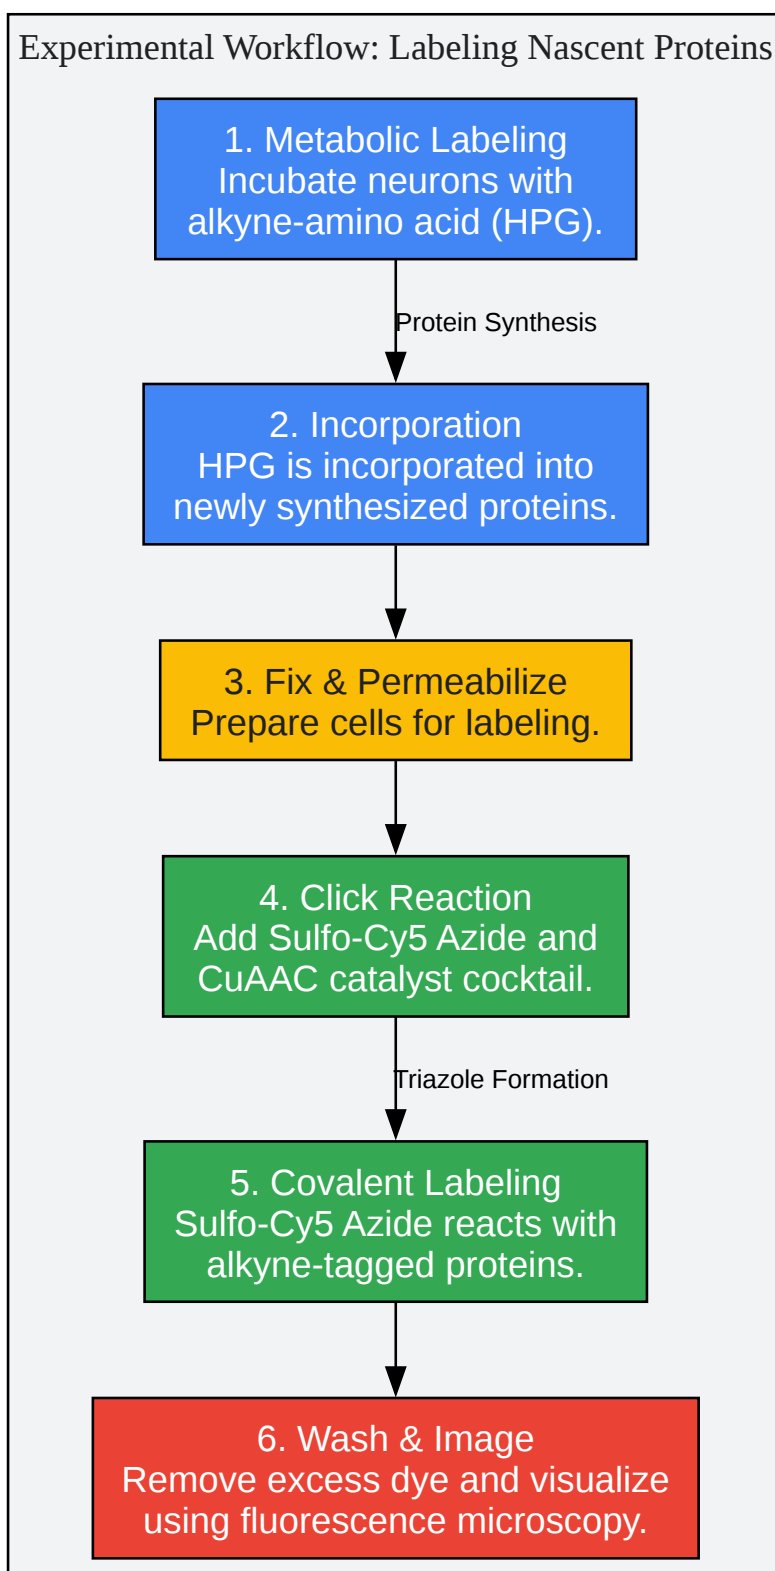 Experimental Workflow: Labeling Nascent Proteins
1. Metabolic Labeling
Incubate neurons with
alkyne-amino acid (HPG).
Protein Synthesis
2. Incorporation
HPG is incorporated into
newly synthesized proteins.
3. Fix & Permeabilize
Prepare cells for labeling.
4. Click Reaction
Add Sulfo-Cy5 Azide and
CuAAC catalyst cocktail.
Triazole Formation
5. Covalent Labeling
Sulfo-Cy5 Azide reacts with
alkyne-tagged proteins.
6. Wash & Image
Remove excess dye and visualize
using fluorescence microscopy.